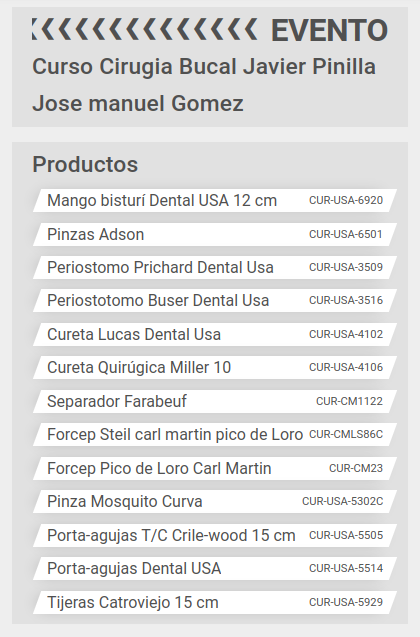 EVENTO
Curso Cirugia Bucal Javier Pinilla
Jose manuel Gomez
Productos
Mango bisturí Dental USA 12 cm CUR-USA-6920
Pinzas Adson CUR-USA-6501
Periostomo Prichard Dental Usa CUR-USA-3509
Periostotomo Buser Dental Usa CUR-USA-3516
Cureta Lucas Dental Usa CUR-USA-4102
Cureta Quirúgica Miller 10 CUR-USA-4106
Separador Farabeuf CUR-CM1122
Forcep Steil carl martin pico de Loro CUR-CMLS86C
Forcep Pico de Loro Carl Martin CUR-CM23
Pinza Mosquito Curva CUR-USA-5302C
Porta-agujas T/C Crile-wood 15 cm CUR-USA-5505
Porta-agujas Dental USA CUR-USA-5514
Tijeras Catroviejo 15 cm CUR-USA-5929